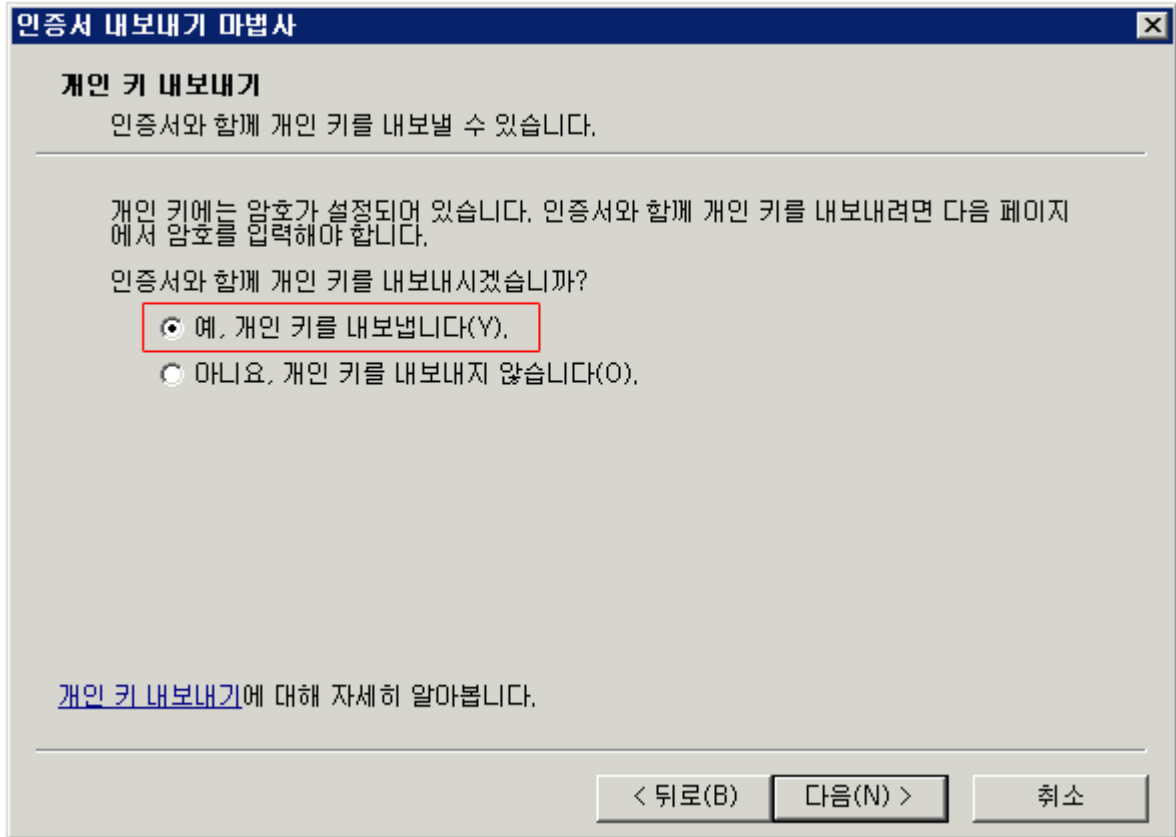 인증서 내보내기 마법사
개인 키 내보내기
인증서와 함께 개인 키를 내보낼 수 있습니다.
개인 키에는 암호가 설정되어 있습니다. 인증서와 함께 개인 키를 내보내려면 다음 페이지
에서 암호를 입력해야 합니다.
인증서와 함께 개인 키를 내보내시겠습니까?
예, 개인 키를 내보냅니다(Y).
아니요, 개인 키를 내보내지 않습니다(O).
개인 키 내보내기에 대해 자세히 알아봅니다.
< 뒤로(B) 다음(N) > 취소